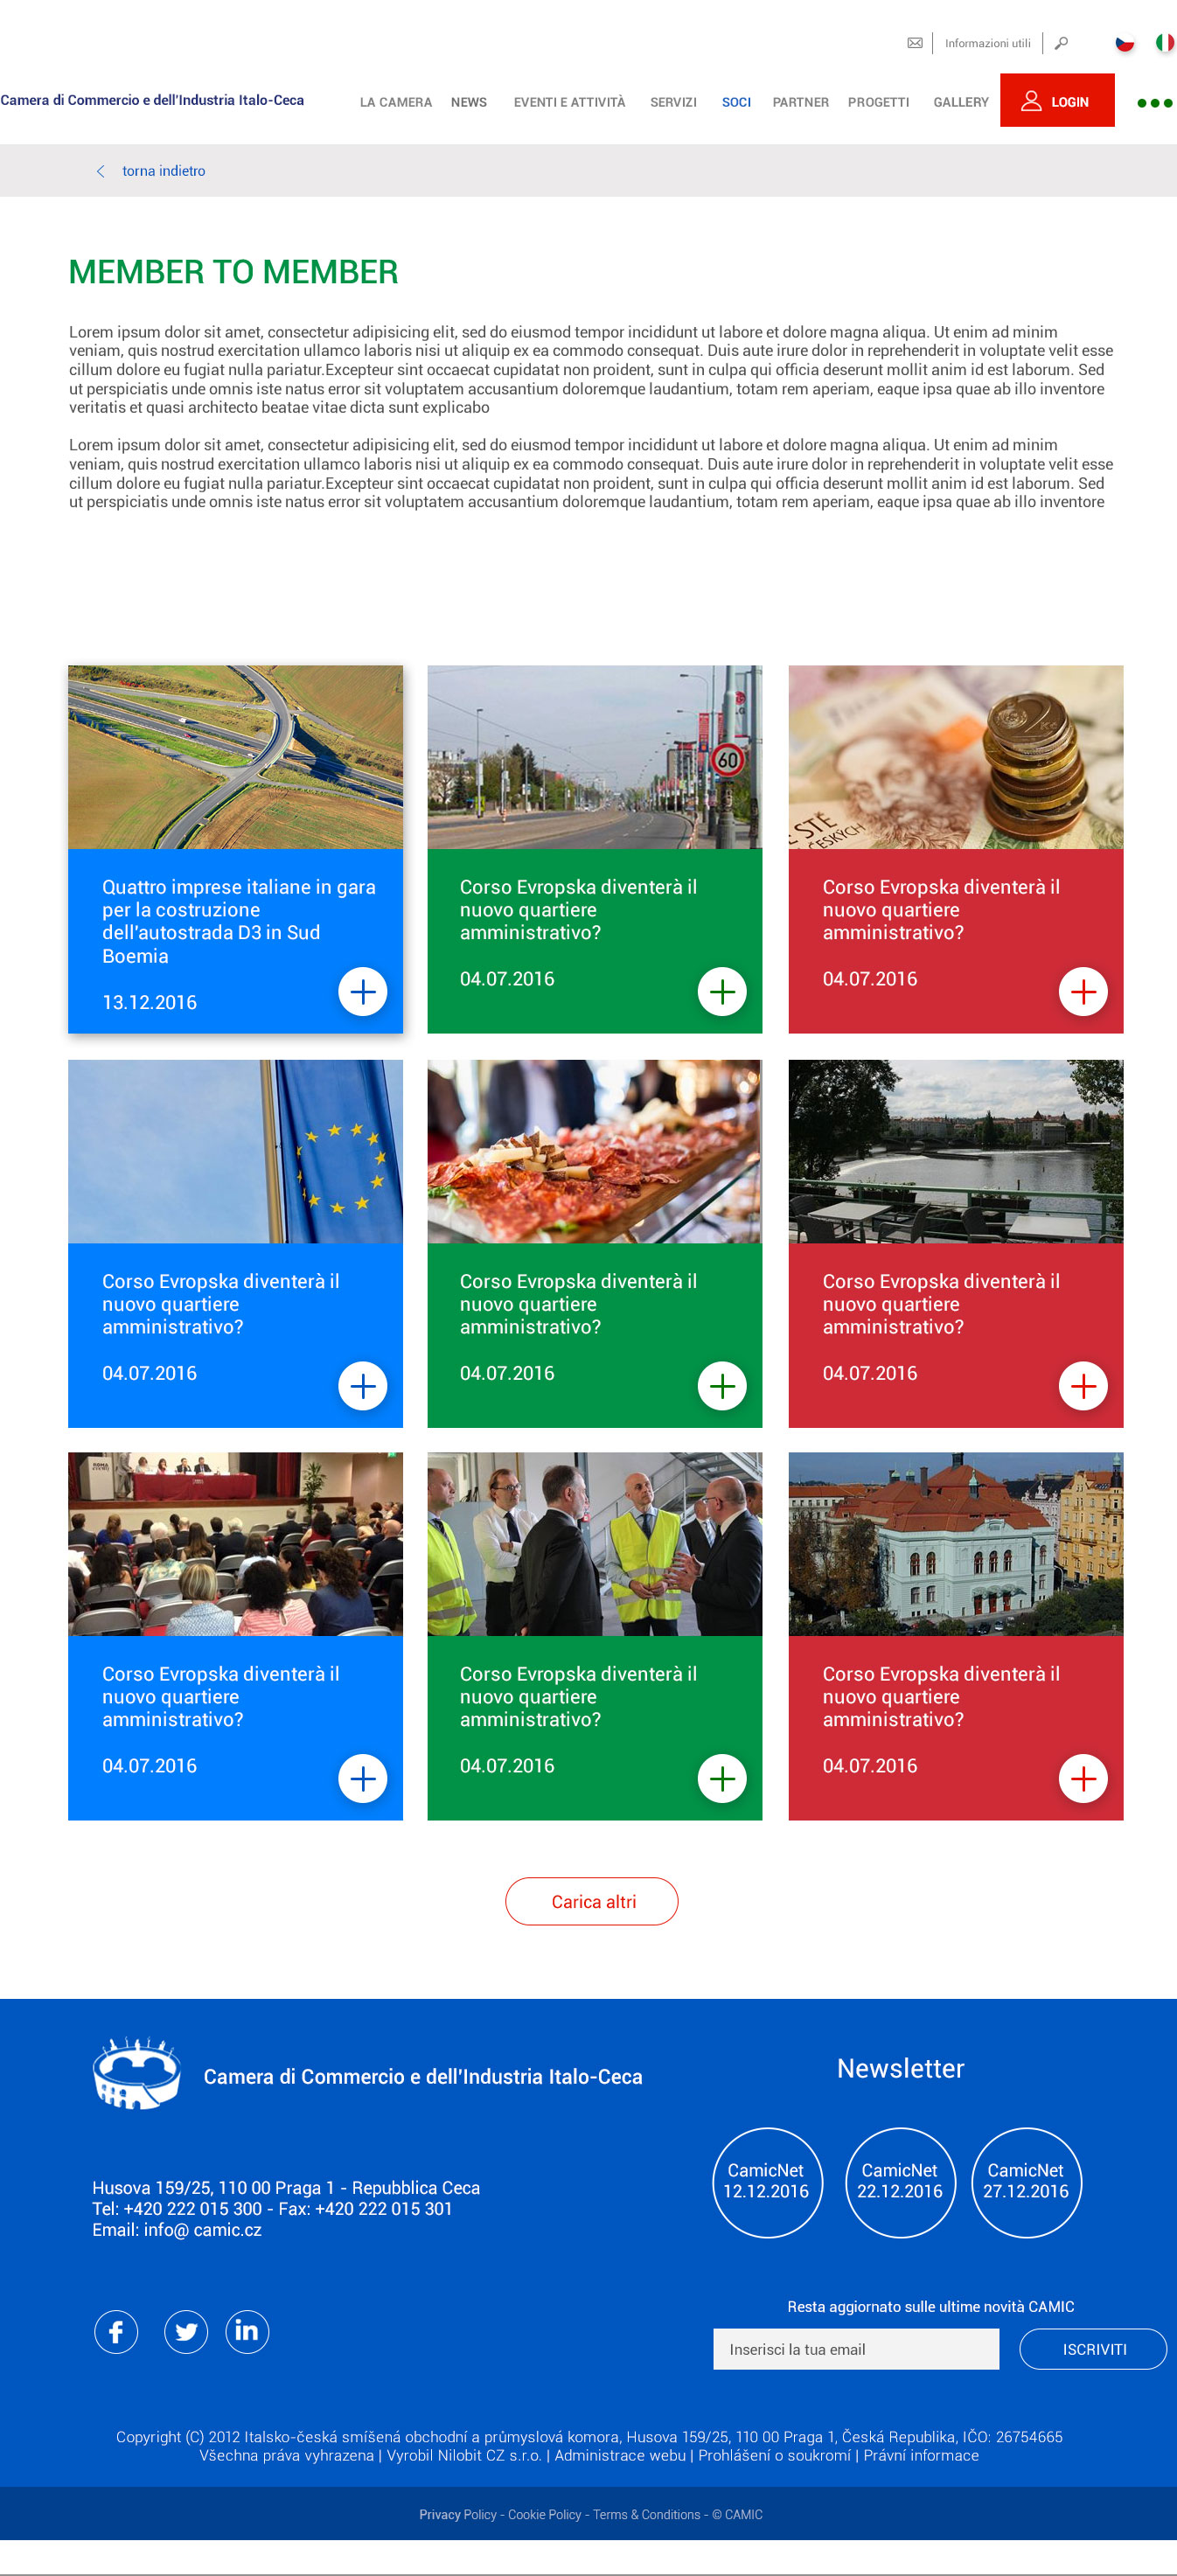 Informazioni utili
Camera di Commercio e dell'Industria Italo-Ceca
LA CAMERA NEWS EVENTI E ATTIVITÀ SERVIZI SOCI PARTNER PROGETTI GALLERY LOGIN
torna indietro
MEMBER TO MEMBER
Lorem ipsum dolor sit amet, consectetur adipisicing elit, sed do eiusmod tempor incididunt ut labore et dolore magna aliqua. Ut enim ad minim
veniam, quis nostrud exercitation ullamco laboris nisi ut aliquip ex ea commodo consequat. Duis aute irure dolor in reprehenderit in voluptate velit esse
cillum dolore eu fugiat nulla pariatur.Excepteur sint occaecat cupidatat non proident, sunt in culpa qui officia deserunt mollit anim id est laborum. Sed
ut perspiciatis unde omnis iste natus error sit voluptatem accusantium doloremque laudantium, totam rem aperiam, eaque ipsa quae ab illo inventore
veritatis et quasi architecto beatae vitae dicta sunt explicabo
Lorem ipsum dolor sit amet, consectetur adipisicing elit, sed do eiusmod tempor incididunt ut labore et dolore magna aliqua. Ut enim ad minim
veniam, quis nostrud exercitation ullamco laboris nisi ut aliquip ex ea commodo consequat. Duis aute irure dolor in reprehenderit in voluptate velit esse
cillum dolore eu fugiat nulla pariatur.Excepteur sint occaecat cupidatat non proident, sunt in culpa qui officia deserunt mollit anim id est laborum. Sed
ut perspiciatis unde omnis iste natus error sit voluptatem accusantium doloremque laudantium, totam rem aperiam, eaque ipsa quae ab illo inventore
60
STĚ
ČESKÝCH
Quattro imprese italiane in gara
per la costruzione
dell'autostrada D3 in Sud
Boemia
13.12.2016
Corso Evropska diventerà il
nuovo quartiere
amministrativo?
04.07.2016
Corso Evropska diventerà il
nuovo quartiere
amministrativo?
04.07.2016
Corso Evropska diventerà il
nuovo quartiere
amministrativo?
04.07.2016
Corso Evropska diventerà il
nuovo quartiere
amministrativo?
04.07.2016
Corso Evropska diventerà il
nuovo quartiere
amministrativo?
04.07.2016
Corso Evropska diventerà il
nuovo quartiere
amministrativo?
04.07.2016
Corso Evropska diventerà il
nuovo quartiere
amministrativo?
04.07.2016
Corso Evropska diventerà il
nuovo quartiere
amministrativo?
04.07.2016
Carica altri
Camera di Commercio e dell'Industria Italo-Ceca
Husova 159/25, 110 00 Praga 1 - Repubblica Ceca
Tel: +420 222 015 300 - Fax: +420 222 015 301
Email: info@ camic.cz
Newsletter
CamicNet
12.12.2016
CamicNet
22.12.2016
CamicNet
27.12.2016
Resta aggiornato sulle ultime novità CAMIC
Inserisci la tua email
ISCRIVITI
Copyright (C) 2012 Italsko-česká smíšená obchodní a průmyslová komora, Husova 159/25, 110 00 Praga 1, Česká Republika, IČO: 26754665
Všechna práva vyhrazena | Vyrobil Nilobit CZ s.r.o. | Administrace webu | Prohlášení o soukromí | Právní informace
Privacy Policy - Cookie Policy - Terms & Conditions - © CAMIC